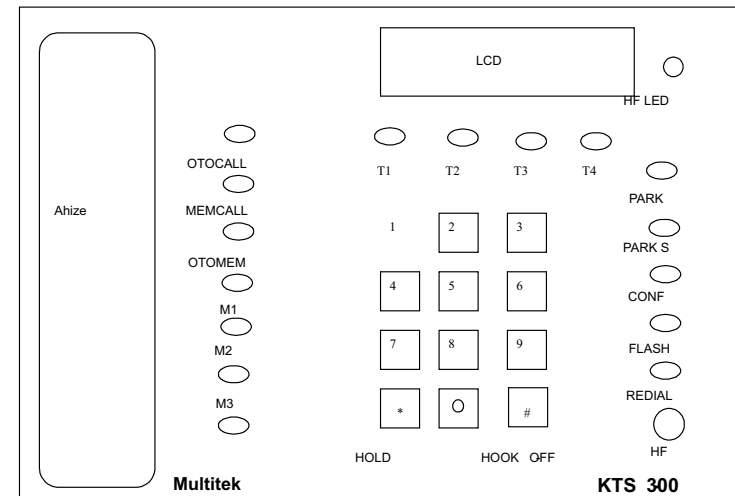 LCD
HF LED
OTOCALL
T1 T2 T3 T4
PARK
Ahize
MEMCALL
1 2 3
PARK S
OTOMEM
4 5 6
CONF
M1
M2
7 8 9
FLASH
REDIAL
M3
* 0 #
HOLD
HOOK OFF
HF
Multitek
KTS 300